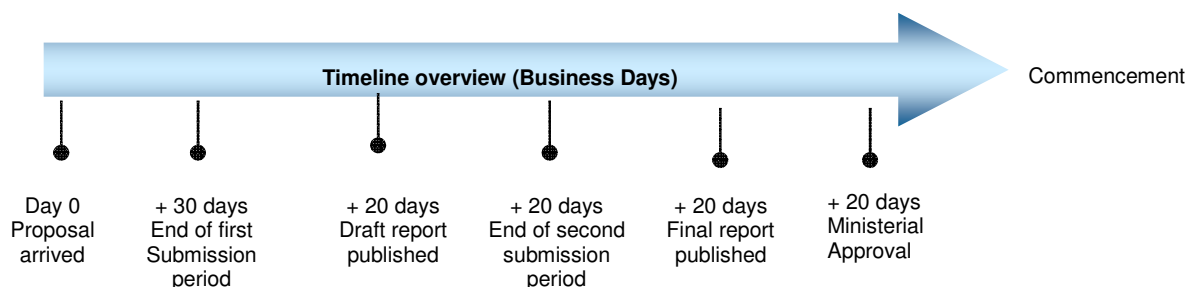 Timeline overview (Business Days)
Commencement
Day 0
Proposal
arrived
+ 30 days
End of first
Submission
period
+ 20 days
Draft report
published
+ 20 days
End of second
submission
period
+ 20 days
Final report
published
+ 20 days
Ministerial
Approval